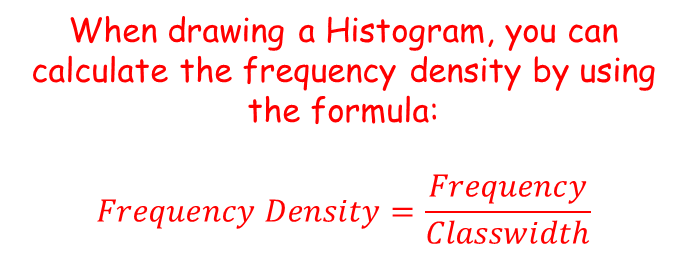 When drawing a Histogram, you can
calculate the frequency density by using
the formula:
Frequency Density = Frequency / Classwidth